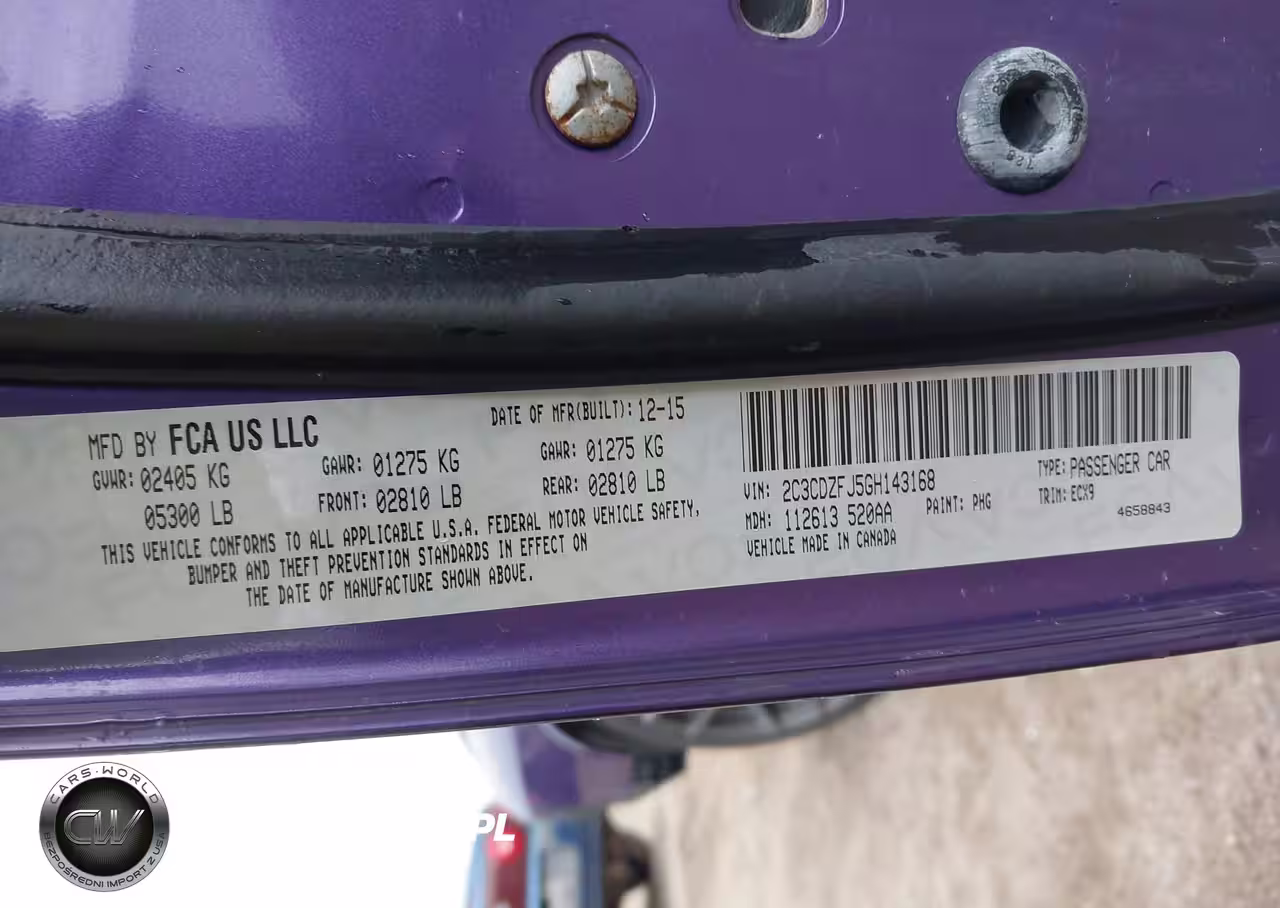 MFD BY FCA US LLC
DATE OF MFR(BUILT): 12-15
GVWR: 02405 KG
GAWR: 01275 KG
GAWR: 01275 KG
05300 LB
FRONT: 02810 LB
REAR: 02810 LB
THIS VEHICLE CONFORMS TO ALL APPLICABLE U.S.A. FEDERAL MOTOR VEHICLE SAFETY,
BUMPER AND THEFT PREVENTION STANDARDS IN EFFECT ON
THE DATE OF MANUFACTURE SHOWN ABOVE.
VIN: 2C3CDZFJ5GH143168
TYPE: PASSENGER CAR
MDH: 112613 520AA
PAINT: PHG
TRIM: ECX9
VEHICLE MADE IN CANADA
4658843
CARS-WORLD
CW
BEZPOŚREDNI IMPORT Z USA
PL